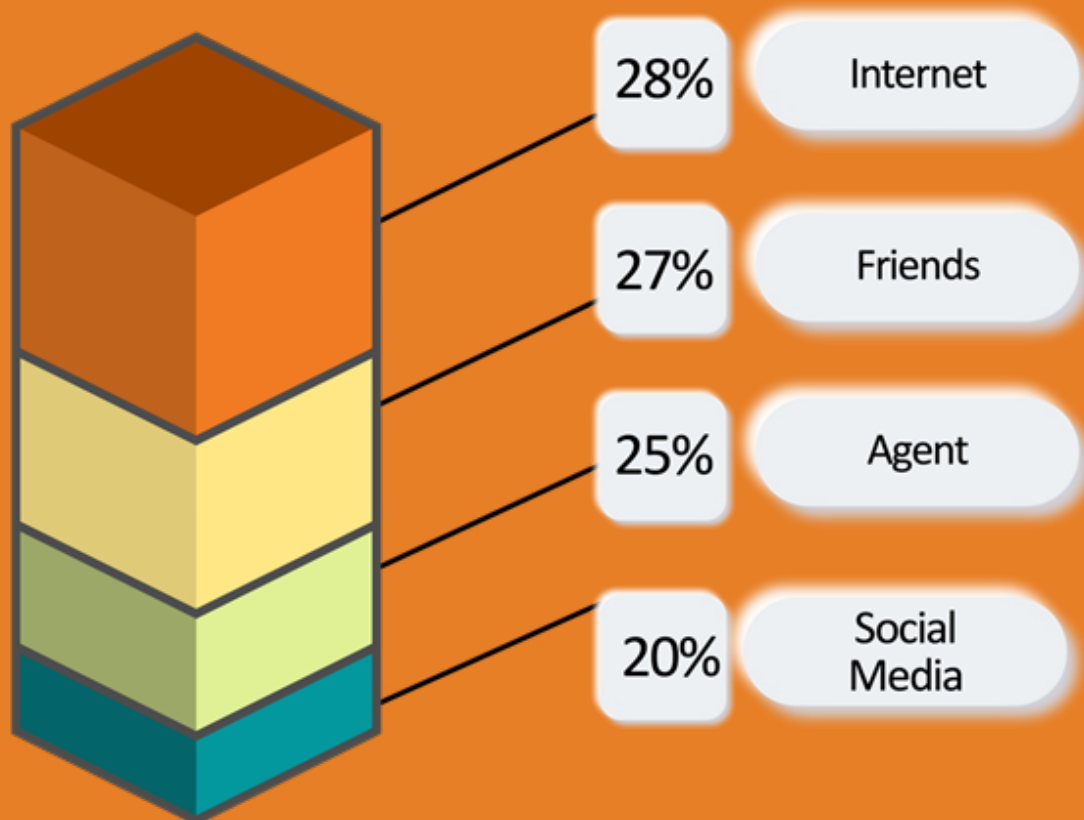 28%
Internet
27%
Friends
25%
Agent
20%
Social
Media